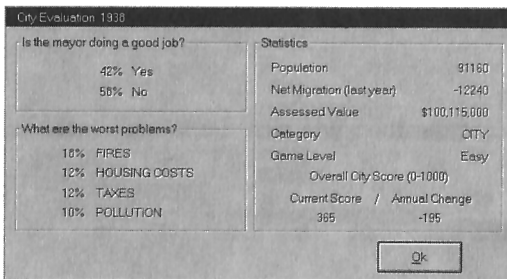 City Evaluation 1938
Is the mayor doing a good job?
42% Yes
58% No
What are the worst problems?
18% FIRES
12% HOUSING COSTS
12% TAXES
10% POLLUTION
Statistics
Population 91160
Net Migration (last year) -12240
Assessed Value $100,115,000
Category CITY
Game Level Easy
Overall City Score (0-1000)
Current Score / Annual Change
365 -195
Ok